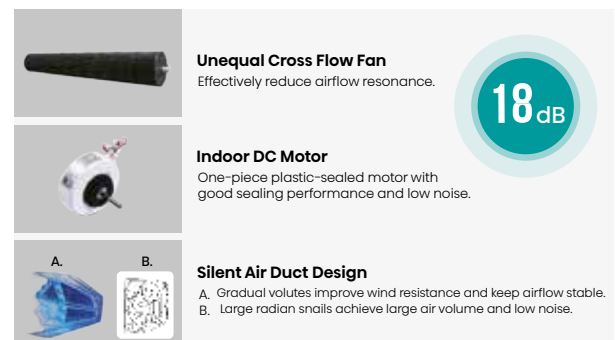 Unequal Cross Flow Fan
Effectively reduce airflow resonance.
18 dB
Indoor DC Motor
One-piece plastic-sealed motor with
good sealing performance and low noise.
A. B.
Silent Air Duct Design
A. Gradual volutes improve wind resistance and keep airflow stable.
B. Large radian snails achieve large air volume and low noise.